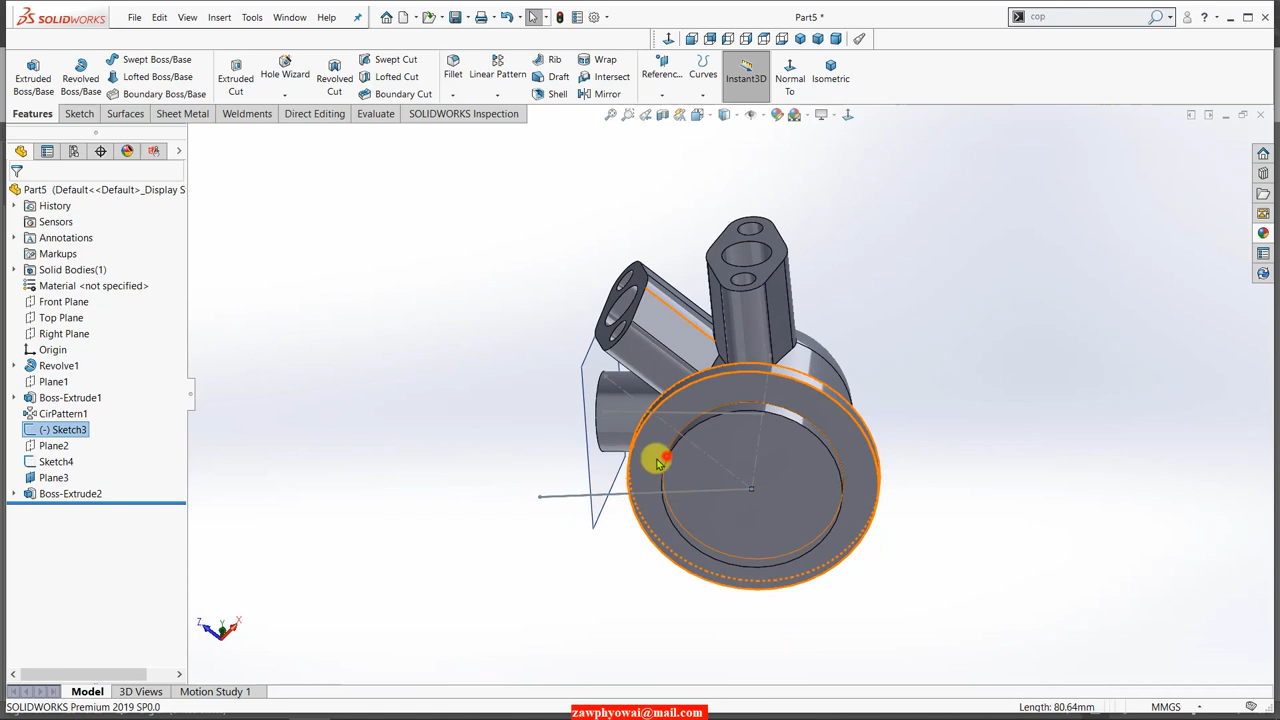 SOLIDWORKS File Edit View Insert Tools Window Help Part5 * cop
Extruded Boss/Base
Revolved Boss/Base
Swept Boss/Base
Lofted Boss/Base
Boundary Boss/Base
Extruded Cut
Hole Wizard
Revolved Cut
Swept Cut
Lofted Cut
Boundary Cut
Fillet
Linear Pattern
Rib
Draft
Shell
Wrap
Intersect
Mirror
Referenc...
Curves
Instant3D
Normal To
Isometric
Features Sketch Surfaces Sheet Metal Weldments Direct Editing Evaluate SOLIDWORKS Inspection
Part5 (Default<<Default>_Display S
History
Sensors
Annotations
Markups
Solid Bodies(1)
Material <not specified>
Front Plane
Top Plane
Right Plane
Origin
Revolve1
Plane1
Boss-Extrude1
CirPattern1
(-) Sketch3
Plane2
Sketch4
Plane3
Boss-Extrude2
Z Y X
Model 3D Views Motion Study 1
SOLIDWORKS Premium 2019 SP0.0 Length: 80.64mm MMGS
zawphyowai@mail.com